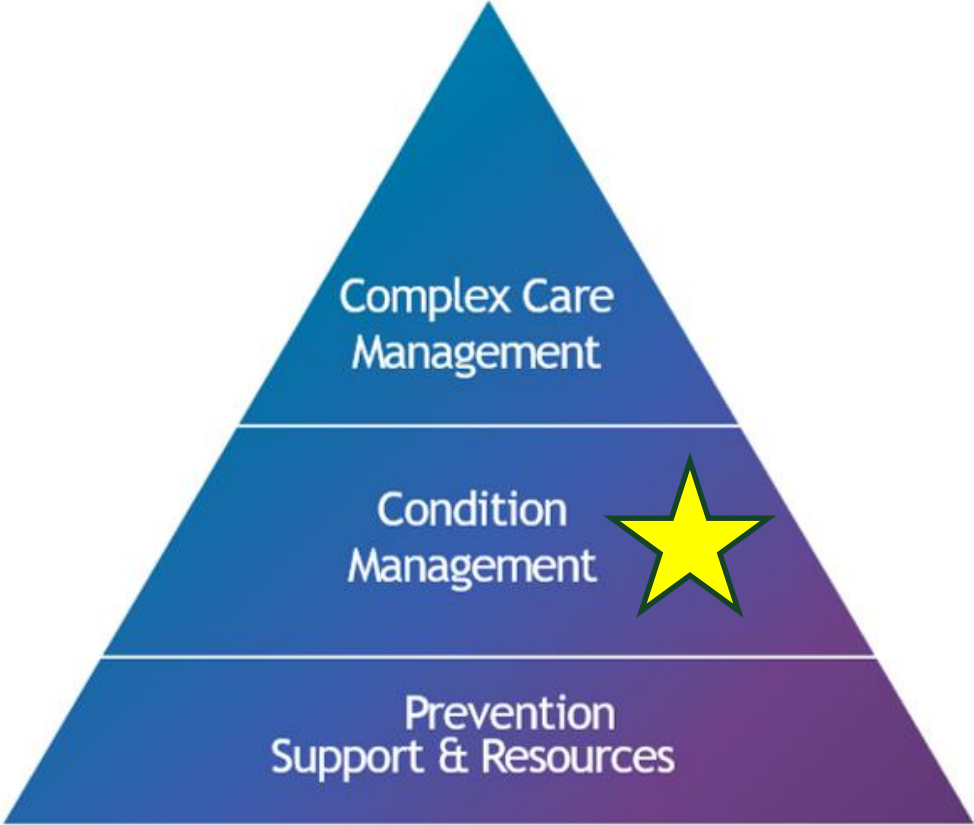 Complex Care
Management
Condition
Management
Prevention
Support & Resources